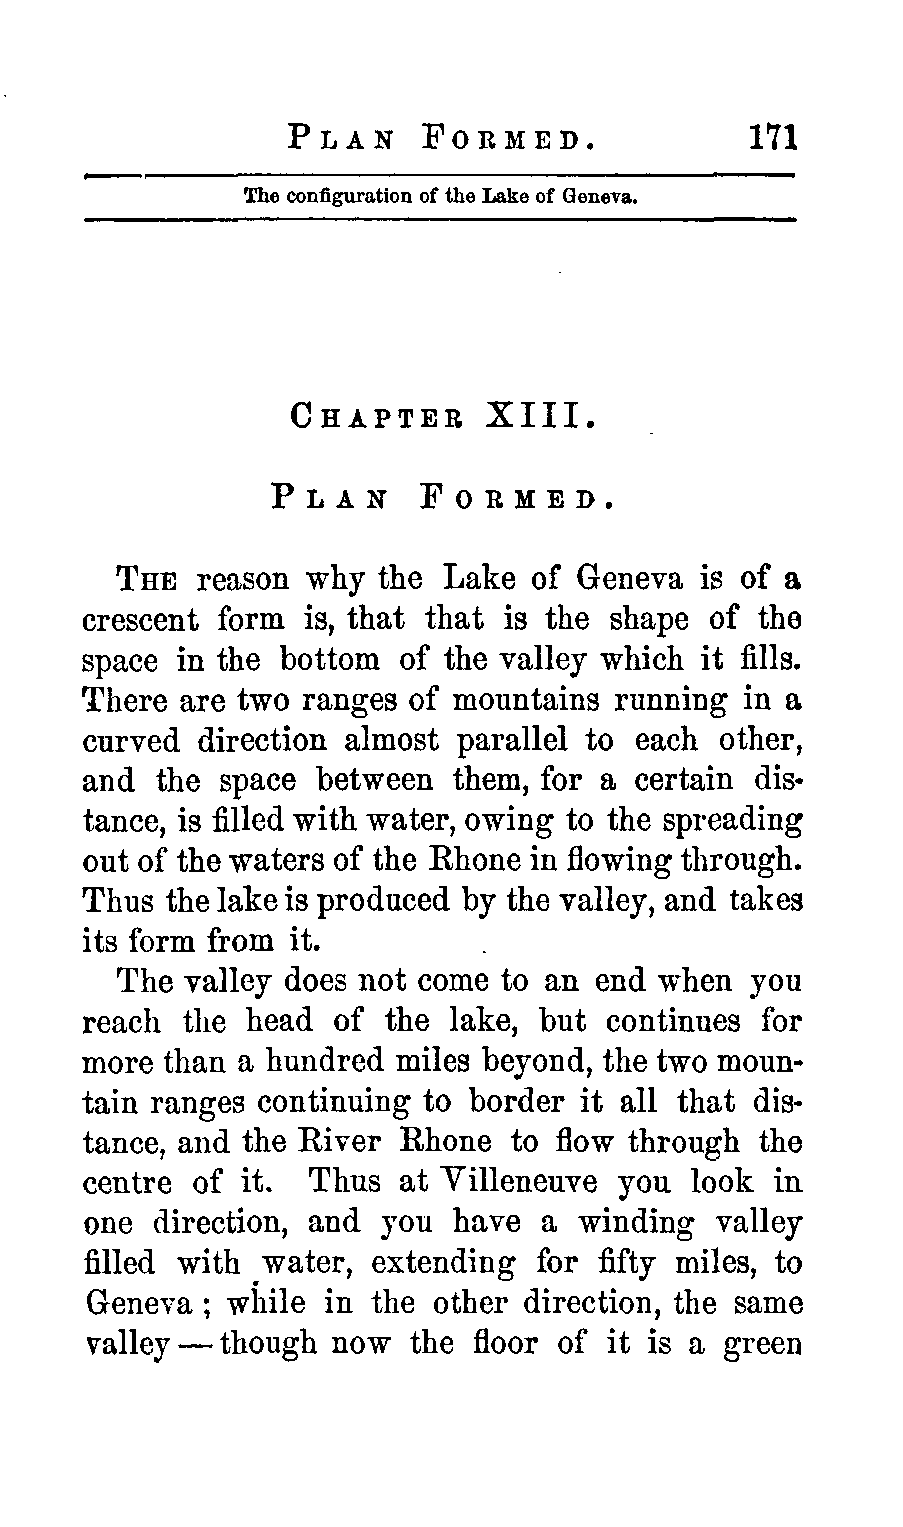 PLAN FORMED. 171
The configuration of the Lake of Geneva.
CHAPTER XIII.
PLAN FORMED.
THE reason why the Lake of Geneva is of a
crescent form is, that that is the shape of the
space in the bottom of the valley which it fills.
There are two ranges of mountains running in a
curved direction almost parallel to each other,
and the space between them, for a certain dis-
tance, is filled with water, owing to the spreading
out of the waters of the Rhone in flowing through.
Thus the lake is produced by the valley, and takes
its form from it.
The valley does not come to an end when you
reach the head of the lake, but continues for
more than a hundred miles beyond, the two moun-
tain ranges continuing to border it all that dis-
tance, and the River Rhone to flow through the
centre of it. Thus at Villeneuve you look in
one direction, and you have a winding valley
filled with water, extending for fifty miles, to
Geneva; while in the other direction, the same
valley — though now the floor of it is a green